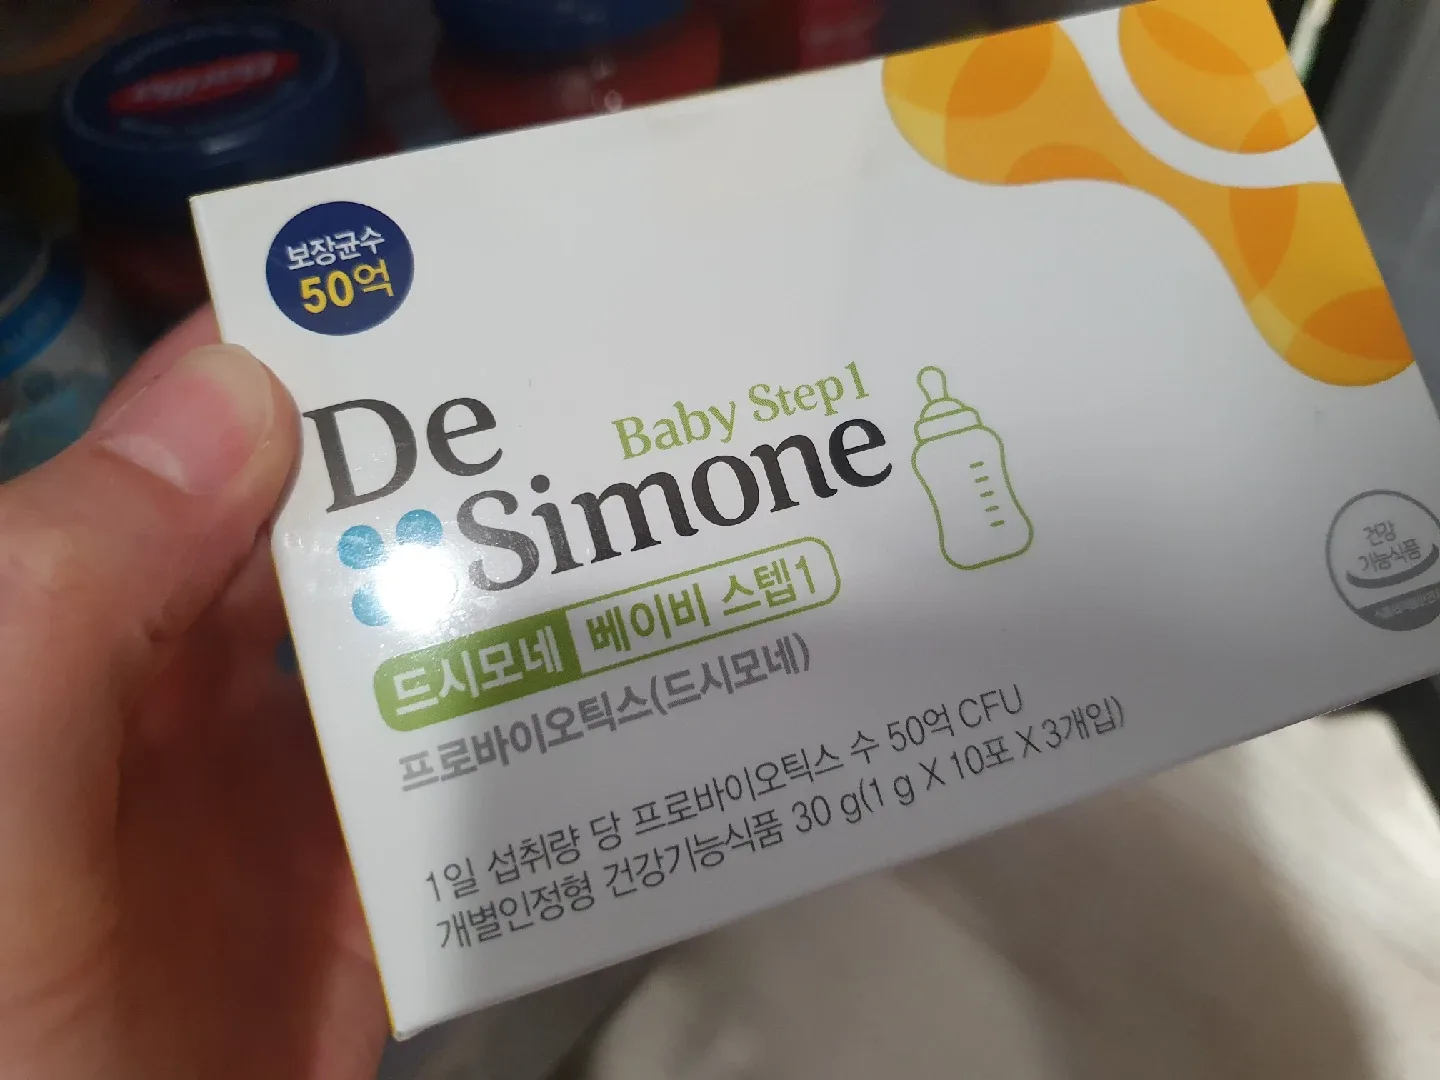 보장균수
50억
De
Baby Step1
Simone
드시모네 베이비 스텝1
프로바이오틱스(드시모네)
1일 섭취량 당 프로바이오틱스 수 50억 CFU
개별인정형 건강기능식품 30 g(1 g X 10포 X 3개입)
건강
기능식품